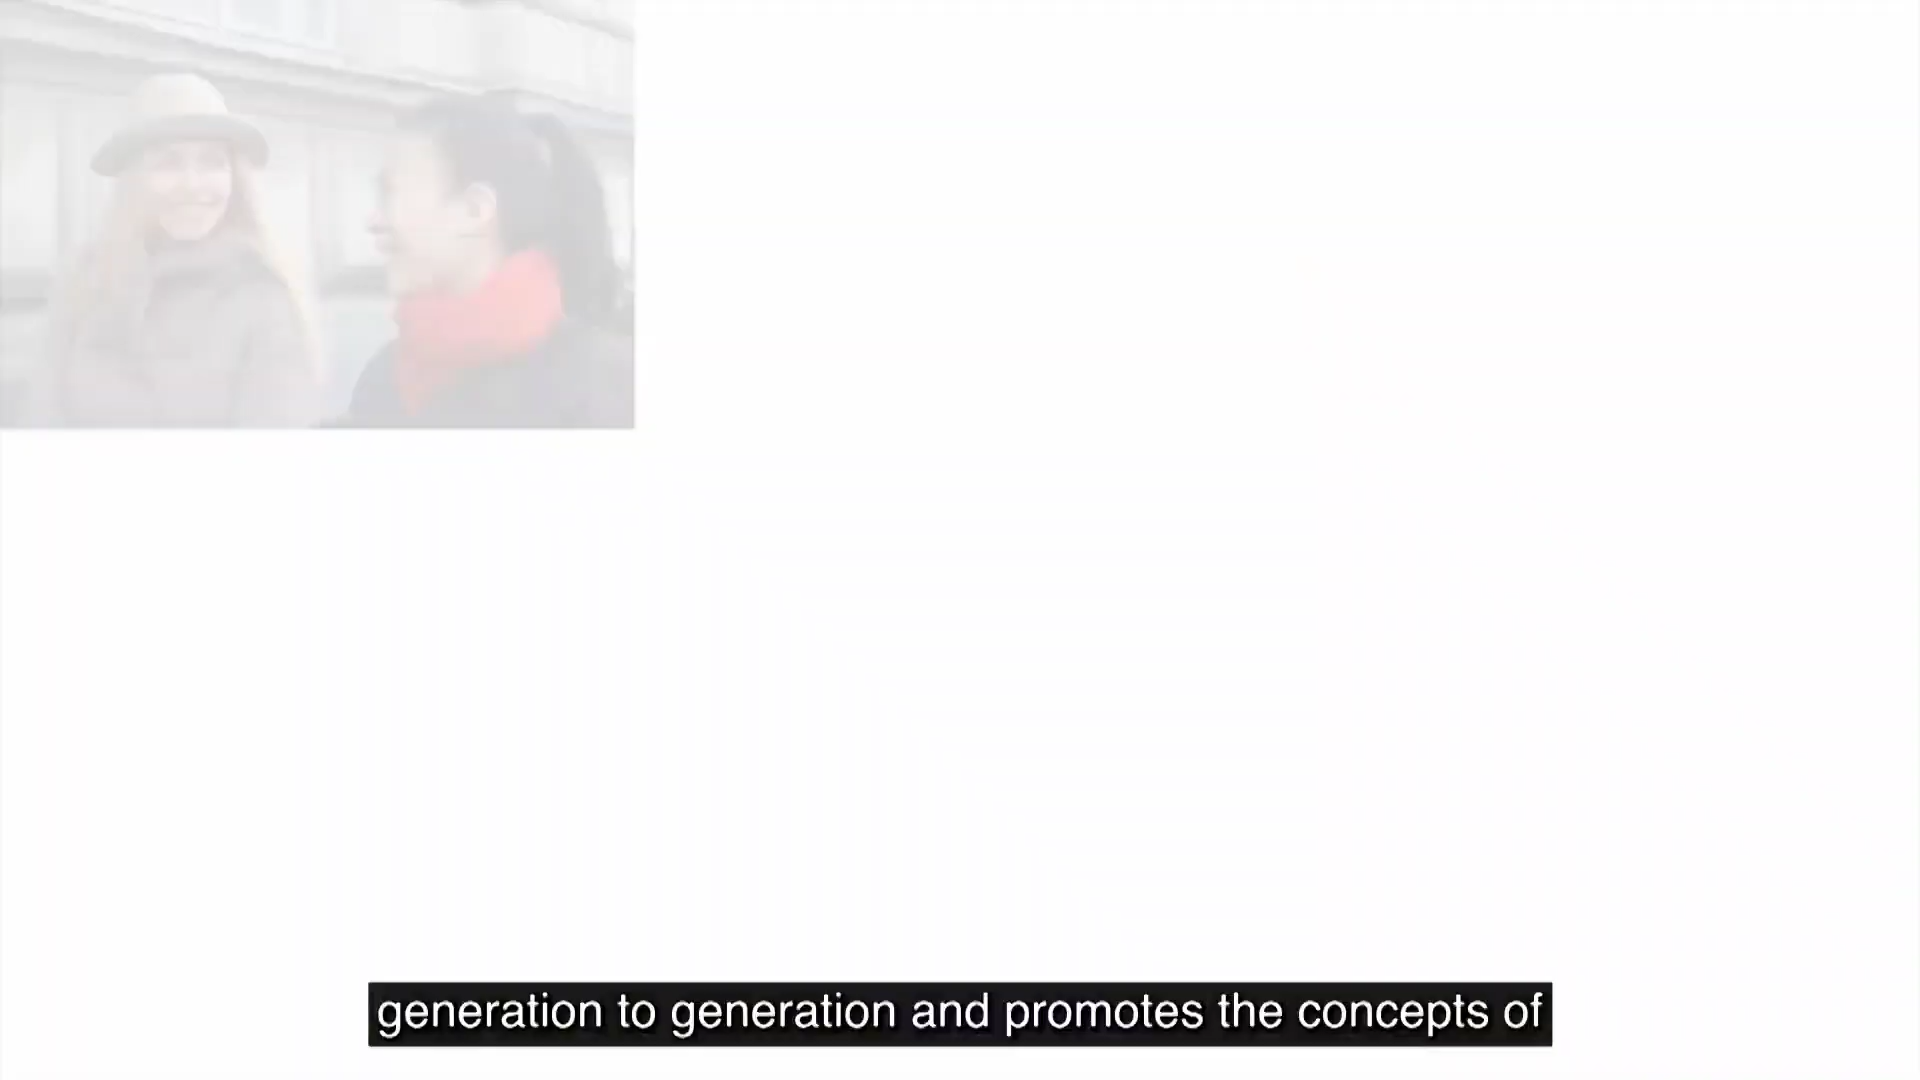 generation to generation and promotes the concepts of